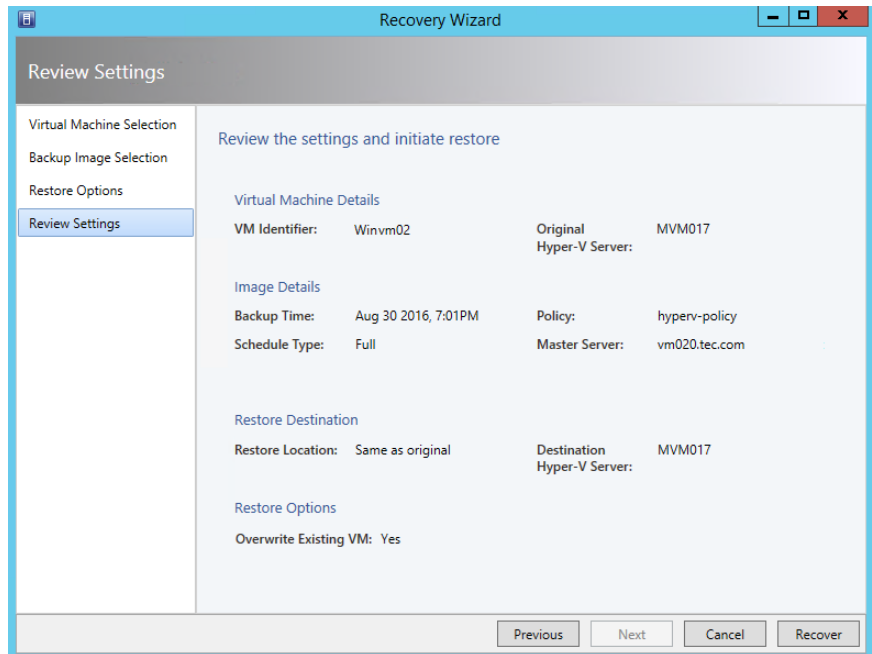 Recovery Wizard
Review Settings
Virtual Machine Selection
Backup Image Selection
Restore Options
Review Settings
Review the settings and initiate restore
Virtual Machine Details
VM Identifier: Winvm02 Original Hyper-V Server: MVM017
Image Details
Backup Time: Aug 30 2016, 7:01PM Policy: hyperv-policy
Schedule Type: Full Master Server: vm020.tec.com
Restore Destination
Restore Location: Same as original Destination Hyper-V Server: MVM017
Restore Options
Overwrite Existing VM: Yes
Previous Next Cancel Recover